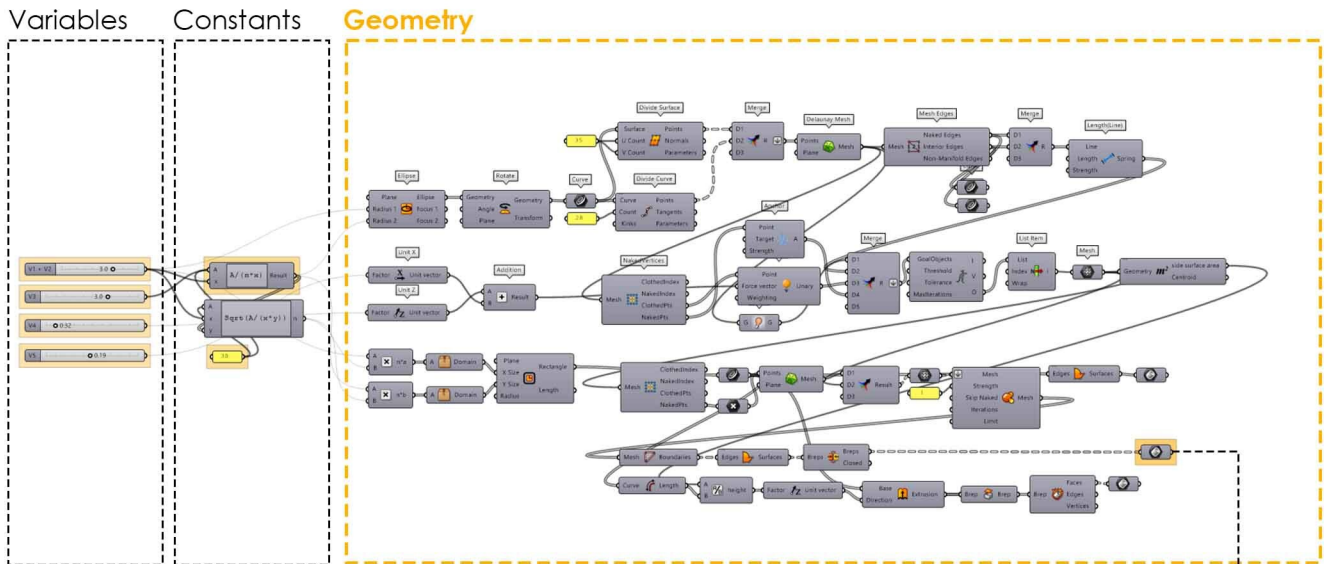 Variables
Constants
Geometry
Divide Surface
Merge
Delaunay Mesh
Mesh Edges
Merge
Length(Line)
Surface
U Count
V Count
Points
Normals
Parameters
D1
D2
D3
R
Points
Plane
Mesh
Mesh
Naked Edges
Interior Edges
Non-Manifold Edges
D1
D2
D3
R
Line
Length
Strength
Spring
Ellipse
Rotate
Curve
Divide Curve
Plane
Radius 1
Radius 2
Ellipse
Focus 1
Focus 2
Geometry
Angle
Plane
Geometry
Transform
Curve
Count
Kinks
Points
Tangents
Parameters
Anchor
Point
Target
Strength
A
Merge
List Item
Mesh
Unit X
Factor
Unit vector
Addition
A
B
Result
Unit Z
Factor
Unit vector
NakedVertices
Mesh
ClothedIndex
NakedIndex
ClothedPts
NakedPts
Point
Force vector
Weighting
Unary
G
G
D1
D2
D3
D4
D5
R
GoalObjects
Threshold
Tolerance
MaxIterations
I
V
O
List
Index
Wrap
i
Geometry
m²
side surface area
Centroid
V1 + V2
3.0
V3
1.0
V4
0.52
V5
0.19
A
x
A/(π*x)
Result
x
y
Sqrt(A/(x*y))
A
B
n*a
A
Domain
A
B
n*b
A
Domain
Plane
X Size
Y Size
Radius
Rectangle
Length
Mesh
ClothedIndex
NakedIndex
ClothedPts
NakedPts
Points
Plane
Mesh
D1
D2
D3
Result
Mesh
Strength
Skip Naked
Iterations
Limit
Mesh
Edges
Surfaces
Mesh
Boundaries
Edges
Surfaces
Breps
Breps
Closed
Curve
Length
A
B
height
Factor
Unit vector
Base
Direction
Extrusion
Brep
Brep
Brep
Faces
Edges
Vertices